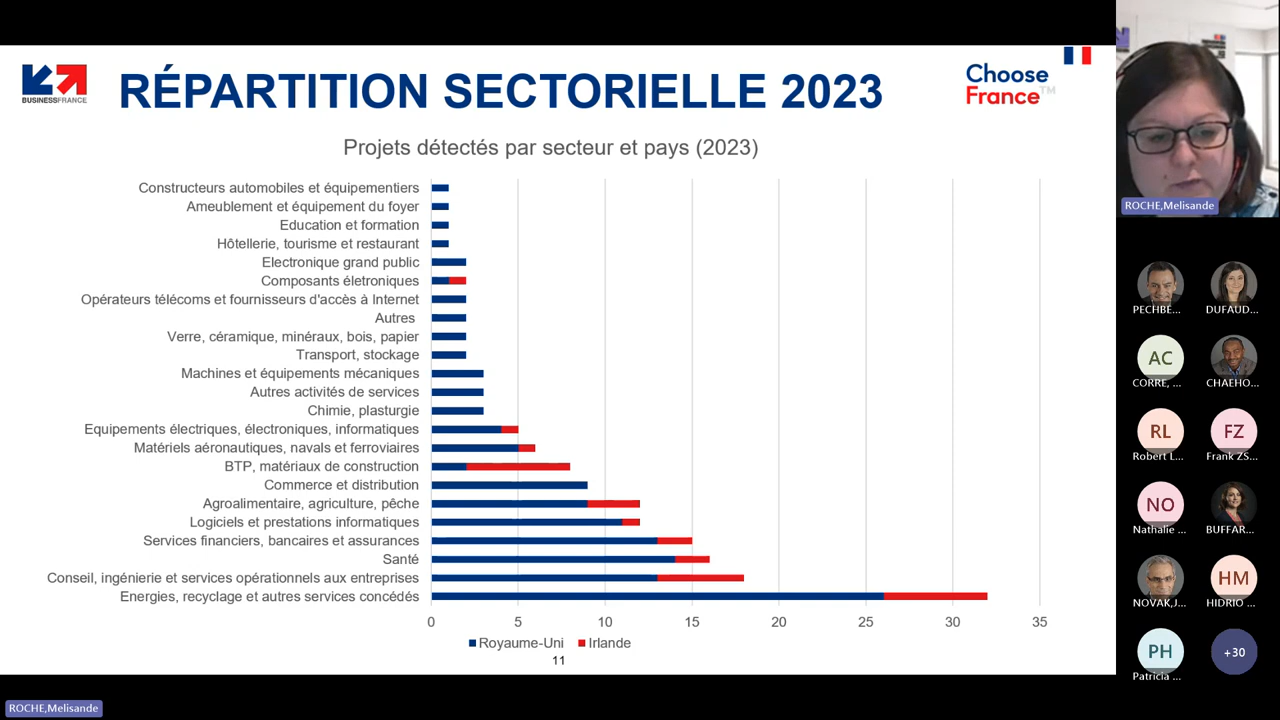 BUSINESSFRANCE
RÉPARTITION SECTORIELLE 2023
Choose
France™
Projets détectés par secteur et pays (2023)
Constructeurs automobiles et équipementiers
Ameublement et équipement du foyer
Education et formation
Hôtellerie, tourisme et restaurant
Electronique grand public
Composants életroniques
Opérateurs télécoms et fournisseurs d'accès à Internet
Autres
Verre, céramique, minéraux, bois, papier
Transport, stockage
Machines et équipements mécaniques
Autres activités de services
Chimie, plasturgie
Equipements électriques, électroniques, informatiques
Matériels aéronautiques, navals et ferroviaires
BTP, matériaux de construction
Commerce et distribution
Agroalimentaire, agriculture, pêche
Logiciels et prestations informatiques
Services financiers, bancaires et assurances
Santé
Conseil, ingénierie et services opérationnels aux entreprises
Energies, recyclage et autres services concédés
0 5 10 15 20 25 30 35
Royaume-Uni Irlande
11
ROCHE,Melisande
PECHBE... DUFAUD...
AC
CORRE, ... CHAEHO...
RL FZ
Robert L... Frank ZS...
NO
Nathalie ... BUFFAR...
HM
NOVAK,J... HIDRIO ...
PH +30
Patricia ...
ROCHE,Melisande